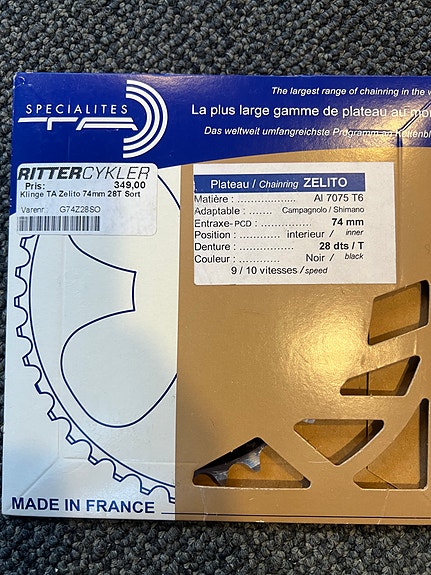 SPECIALITES
TA
The largest range of chainring in the
La plus large gamme de plateau au
Das weltweit umfangreichste Programm an
RITTERCYKLER
Pris: 349,00
Klinge TA Zelito 74mm 28T Sort
Varenr.: G74Z28SO
Plateau / Chainring ZELITO
Matière : ................... Al 7075 T6
Adaptable : ....... Campagnolo / Shimano
Entraxe-PCD : ................ 74 mm
Position : ............ interieur / inner
Denture : .................. 28 dts / T
Couleur : .................. Noir / black
9 / 10 vitesses / speed
MADE IN FRANCE